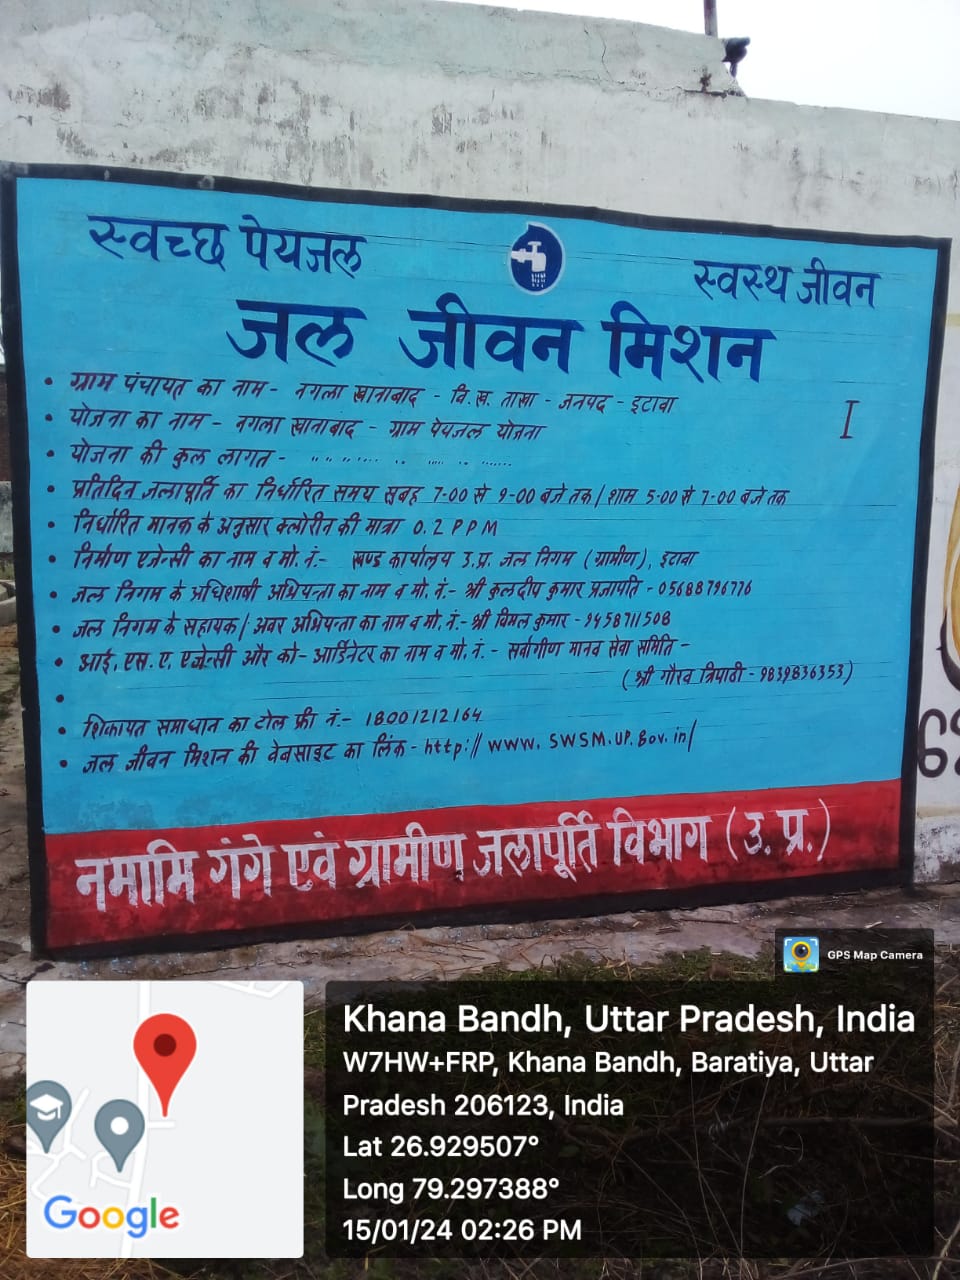 स्वच्छ पेयजल
स्वस्थ जीवन
जल जीवन मिशन
• ग्राम पंचायत का नाम - नगला खानाबाद - वि.ख. ताखा - जनपद - इटावा
I
• योजना का नाम - नगला खानाबाद - ग्राम पेयजल योजना
• योजना की कुल लागत -
• प्रतिदिन जलापूर्ति का निर्धारित समय सुबह 7-00 से 9-00 बजे तक / शाम 5-00 से 7-00 बजे तक
• निर्धारित मानक के अनुसार क्लोरीन की मात्रा 0.2 PPM
• निर्माण एजेन्सी का नाम व मो. नं.- खण्ड कार्यालय उ.प्र. जल निगम (ग्रामीण), इटावा
• जल निगम के अधिशाषी अभियन्ता का नाम व मो. नं.- श्री कुलदीप कुमार प्रजापति - 05688796776
• जल निगम के सहायक/ अवर अभियन्ता का नाम व मो. नं.- श्री विमल कुमार - 9458711508
• आई. एस. ए. एजेन्सी और को- आर्डिनेटर का नाम व मो. नं. - सर्वांगीण मानव सेवा समिति -
(श्री गौरव त्रिपाठी - 9839836353)
•
• शिकायत समाधान का टोल फ्री नं.- 18001212164
• जल जीवन मिशन की वेबसाइट का लिंक - http://www.swsm.up.gov.in/
नमामि गंगे एवं ग्रामीण जलापूर्ति विभाग (उ. प्र.)
GPS Map Camera
Khana Bandh, Uttar Pradesh, India
W7HW+FRP, Khana Bandh, Baratiya, Uttar
Pradesh 206123, India
Lat 26.929507°
Long 79.297388°
15/01/24 02:26 PM
Google